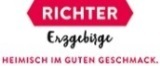 RICHTER
Erzgebirge
HEIMISCH IM GUTEN GESCHMACK.